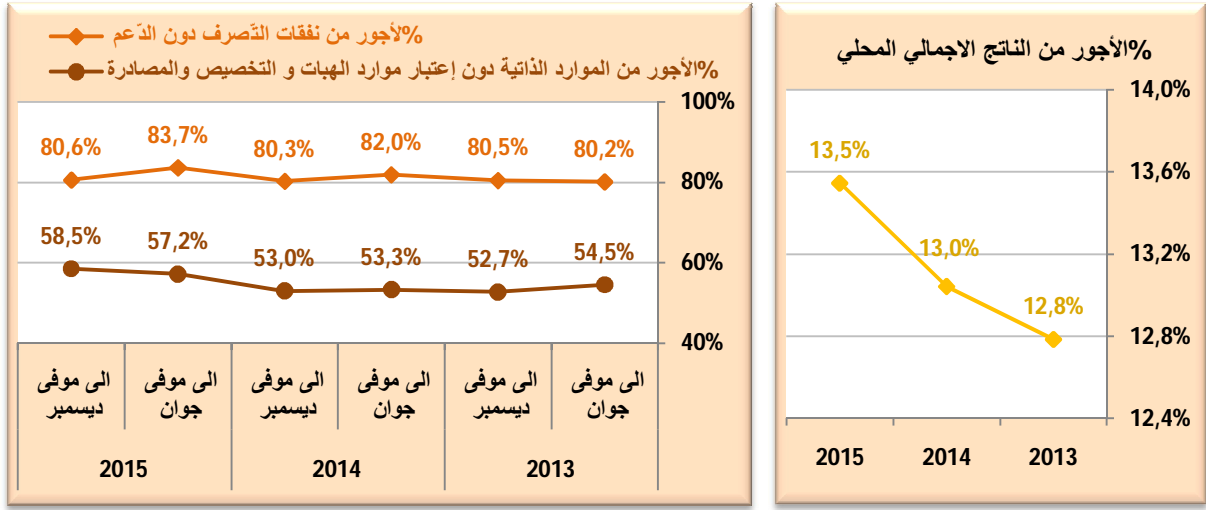 %الأجور من الناتج الاجمالي المحلي
14,0%
13,6%
13,2%
12,8%
12,4%
13,5%
13,0%
12,8%
2015 2014 2013
%لأجور من نفقات التّصرف دون الدّعم
%الأجور من الموارد الذاتية دون إعتبار موارد الهبات و التخصيص والمصادرة
100%
80%
60%
40%
80,6% 83,7% 80,3% 82,0% 80,5% 80,2%
58,5% 57,2% 53,0% 53,3% 52,7% 54,5%
الى موفى الى موفى الى موفى الى موفى الى موفى الى موفى
جوان ديسمبر جوان ديسمبر جوان ديسمبر
2015 2014 2013